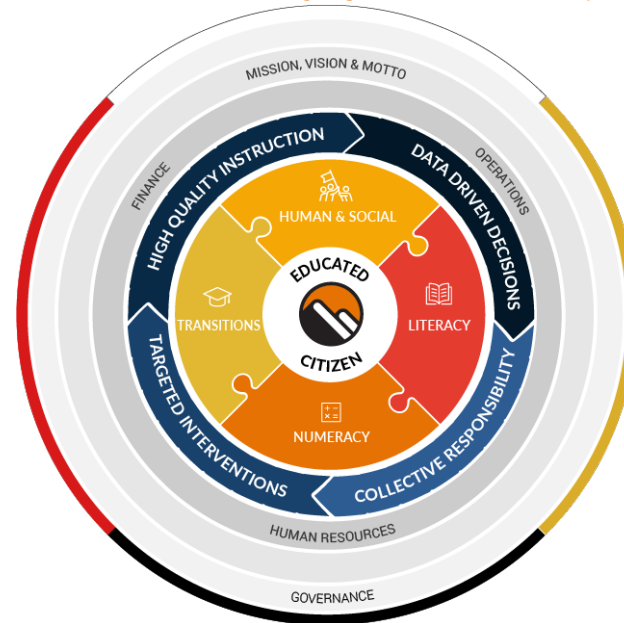 MISSION, VISION & MOTTO
FINANCE
OPERATIONS
HIGH QUALITY INSTRUCTION
DATA DRIVEN DECISIONS
HUMAN & SOCIAL
EDUCATED
CITIZEN
TRANSITIONS
LITERACY
NUMERACY
TARGETED INTERVENTIONS
COLLECTIVE RESPONSIBILITY
HUMAN RESOURCES
GOVERNANCE